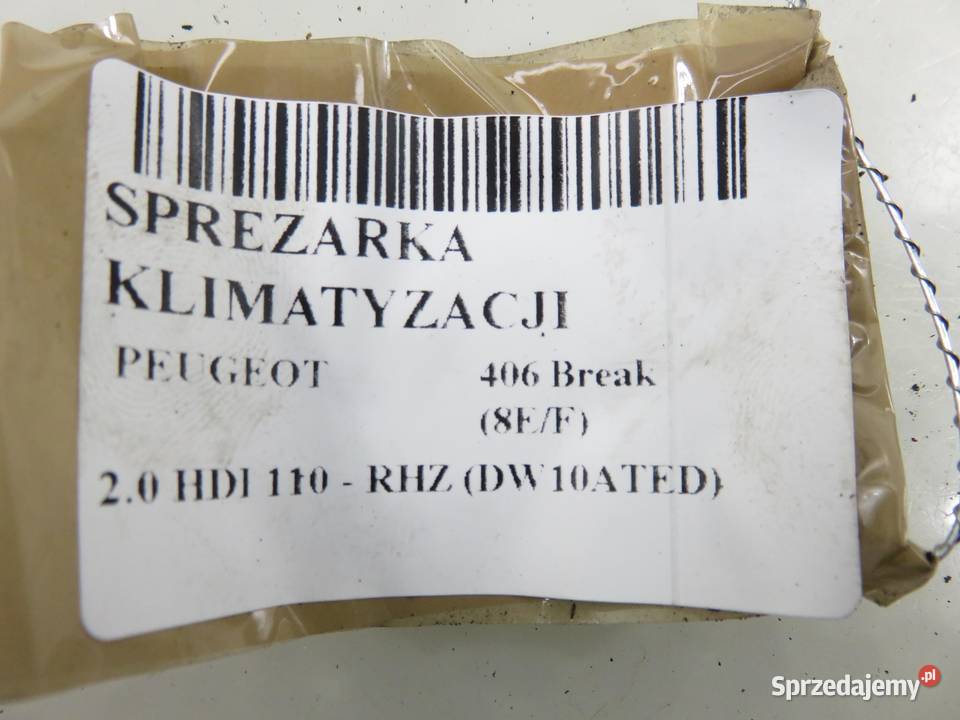 SPREZARKA
KLIMATYZACJI
PEUGEOT 406 Break
(8E/F)
2.0 HDI 110 - RHZ (DW10ATED)
Sprzedajemy.pl